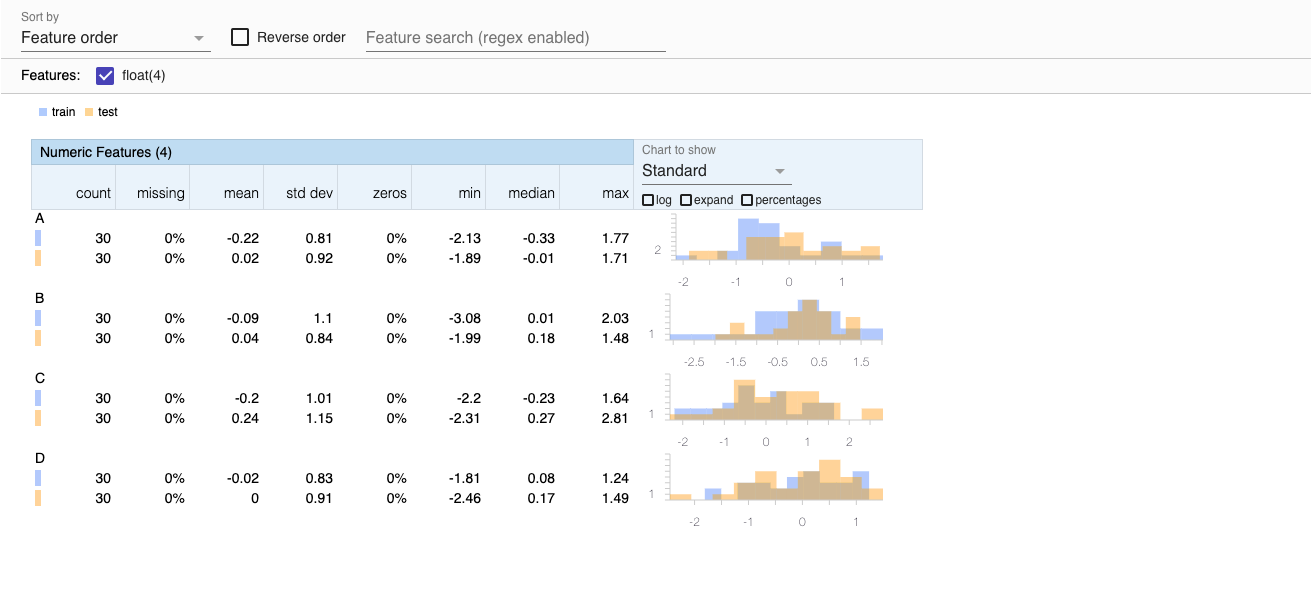 Sort by
Feature order Reverse order Feature search (regex enabled)
Features: float(4)
train test
Numeric Features (4) Chart to show
Standard
count missing mean std dev zeros min median max
log expand percentages
A
30 0% -0.22 0.81 0% -2.13 -0.33 1.77
30 0% 0.02 0.92 0% -1.89 -0.01 1.71
2
-2 -1 0 1
B
30 0% -0.09 1.1 0% -3.08 0.01 2.03
30 0% 0.04 0.84 0% -1.99 0.18 1.48
1
-2.5 -1.5 -0.5 0.5 1.5
C
30 0% -0.2 1.01 0% -2.2 -0.23 1.64
30 0% 0.24 1.15 0% -2.31 0.27 2.81
1
-2 -1 0 1 2
D
30 0% -0.02 0.83 0% -1.81 0.08 1.24
30 0% 0 0.91 0% -2.46 0.17 1.49
1
-2 -1 0 1